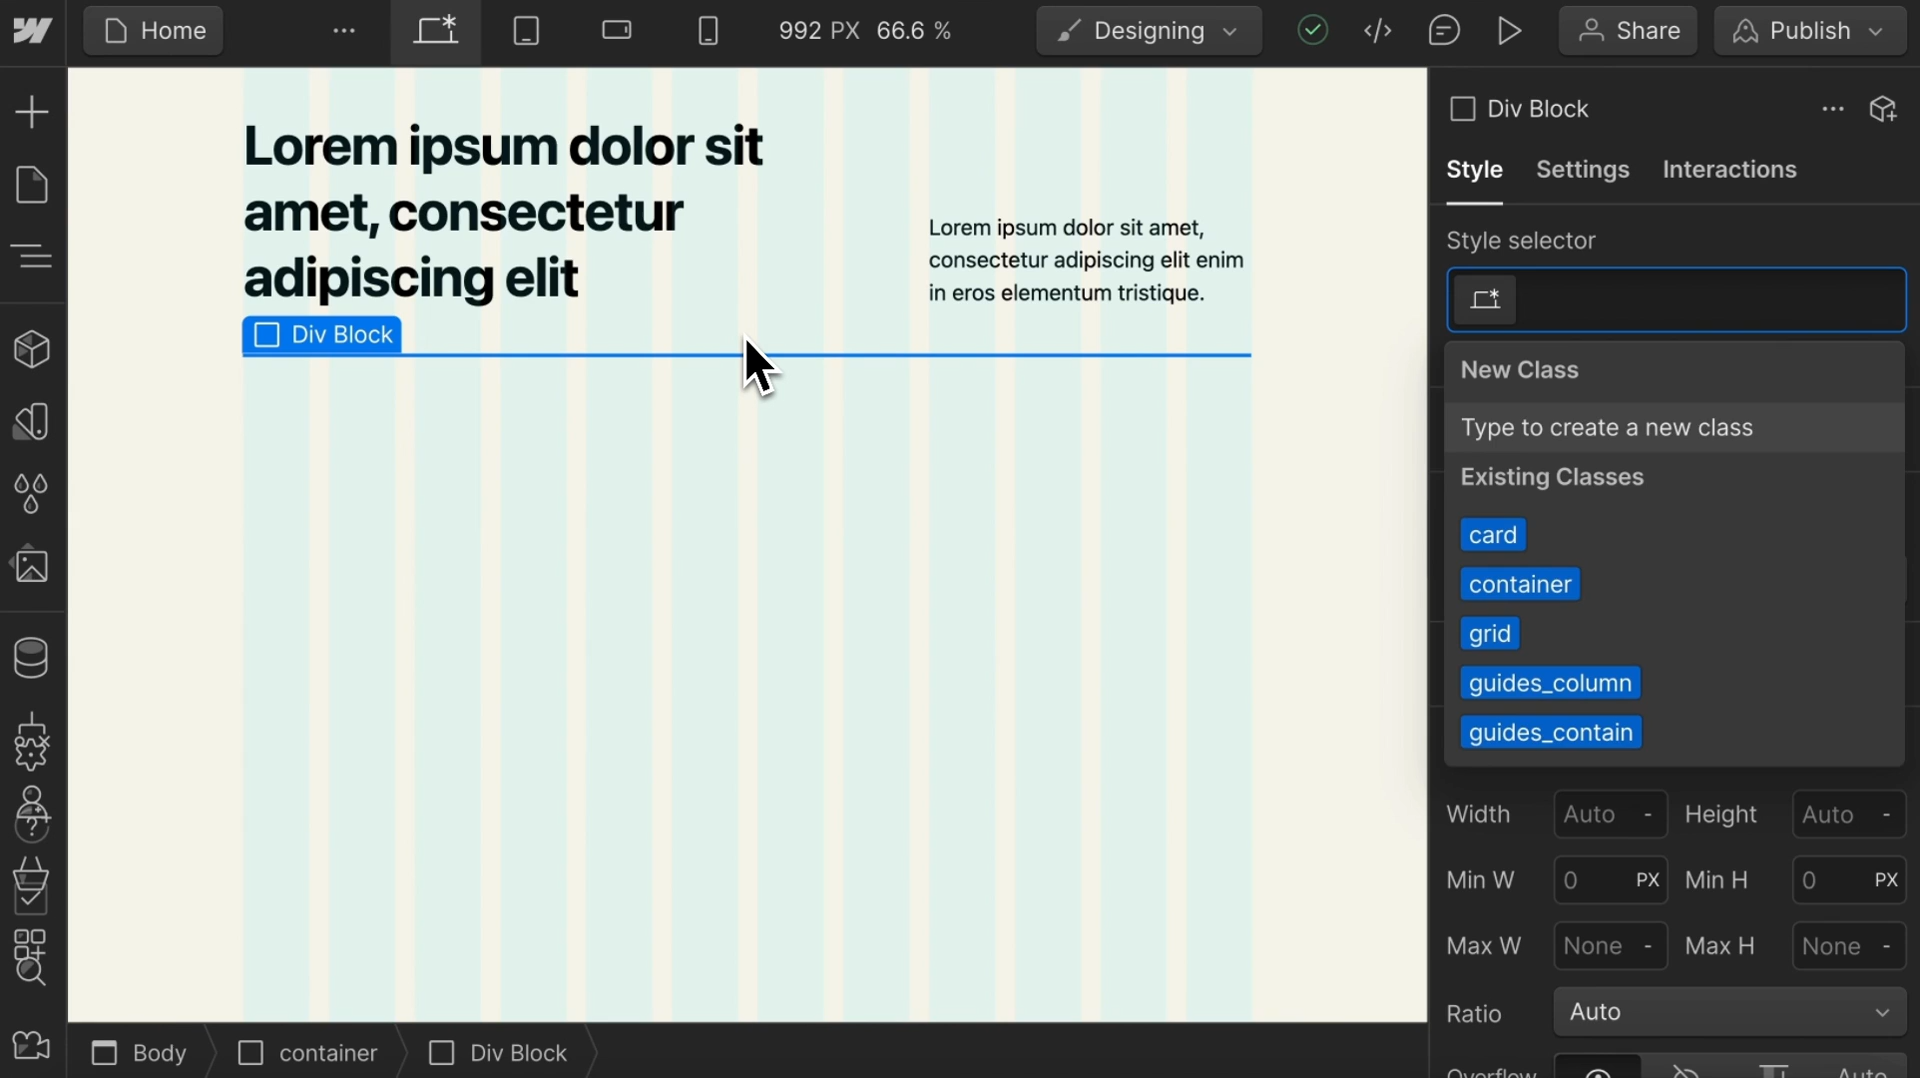 Home
992 PX 66.6 %
Designing
Share
Publish
Lorem ipsum dolor sit
amet, consectetur
adipiscing elit
Lorem ipsum dolor sit amet,
consectetur adipiscing elit enim
in eros elementum tristique.
Div Block
Div Block
Style Settings Interactions
Style selector
New Class
Type to create a new class
Existing Classes
card
container
grid
guides_column
guides_contain
Width Auto - Height Auto -
Min W 0 PX Min H 0 PX
Max W None - Max H None -
Ratio Auto
Overflow Auto
Body container Div Block